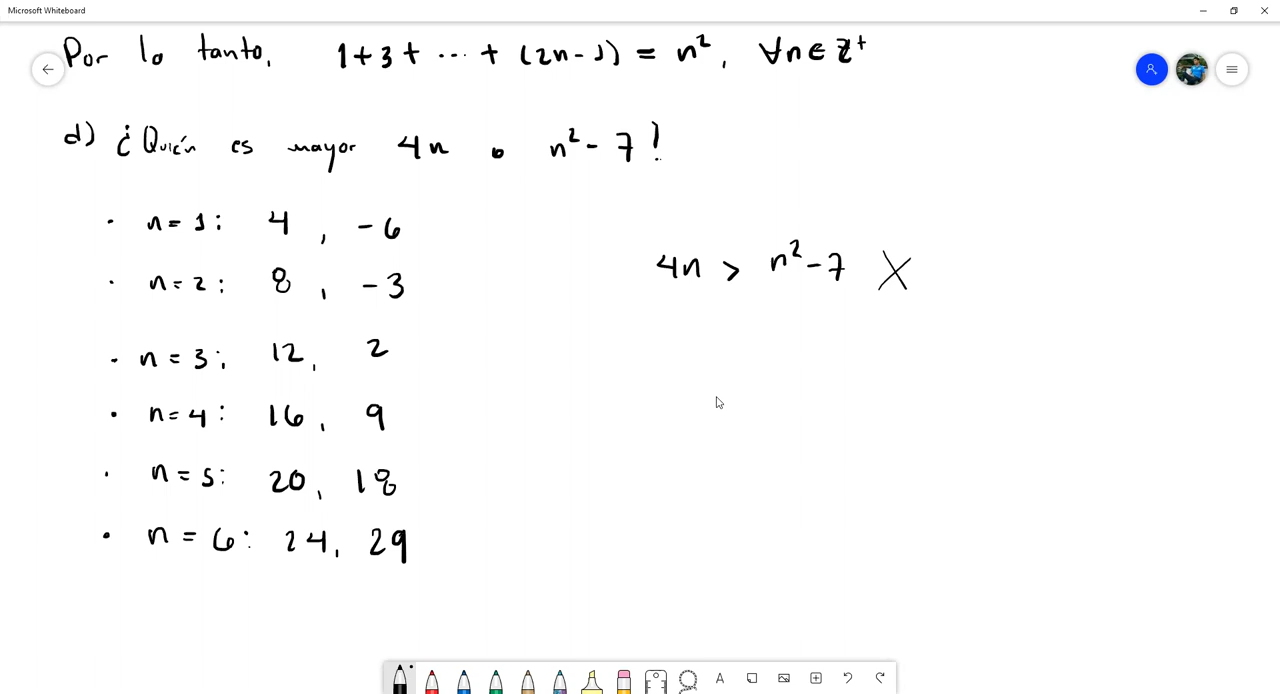 Microsoft Whiteboard
Por lo tanto, 1+3+ ··· + (2n-1) = n², ∀n∈Z⁺
d) ¿Quién es mayor 4n o n²-7?
· n=1: 4, -6
· n=2: 8, -3
· n=3: 12, 2
· n=4: 16, 9
· n=5: 20, 18
· n=6: 24, 29
4n > n²-7 X